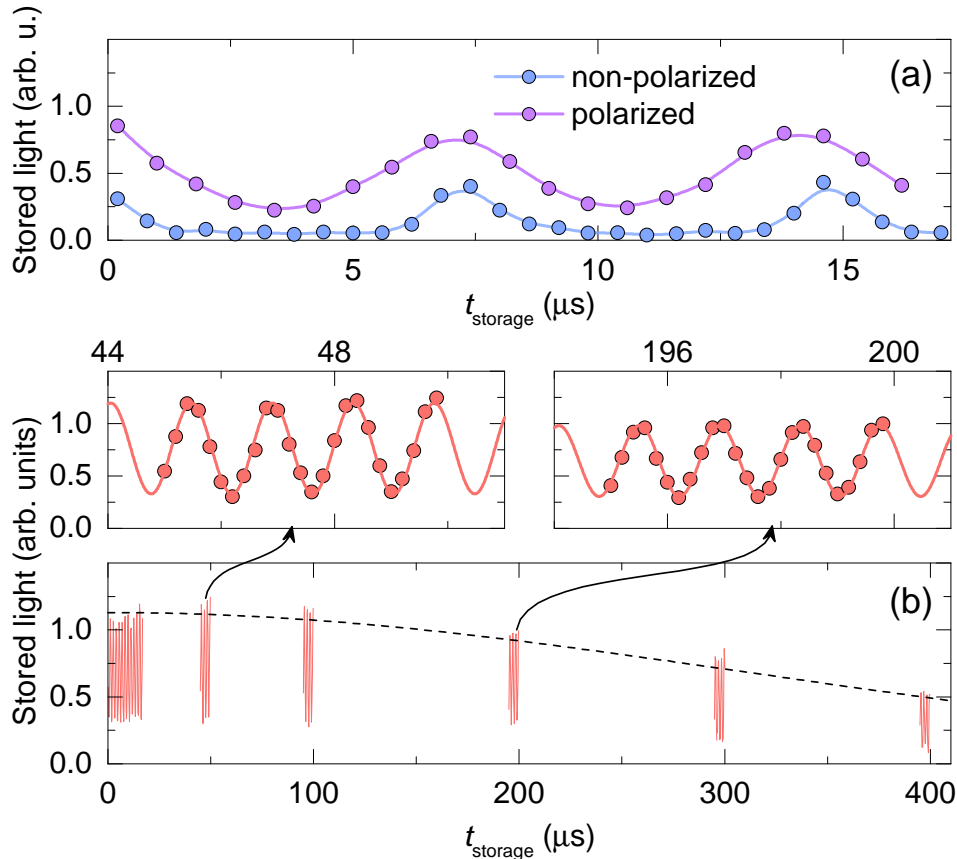 Stored light (arb. u.)
1.0
0.5
0.0
non-polarized
polarized
(a)
0 5 10 15
t_storage (μs)
44 48
196 200
Stored light (arb. units)
1.0
0.5
0.0
(b)
1.0
0.5
0.0
0 100 200 300 400
t_storage (μs)